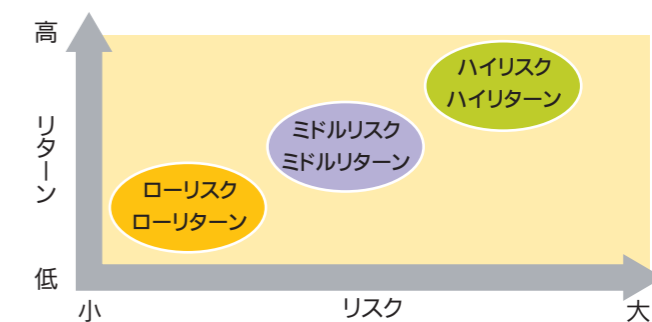 高
ハイリスク
ハイリターン
ミドルリスク
ミドルリターン
リターン
ローリスク
ローリターン
低
小
リスク
大